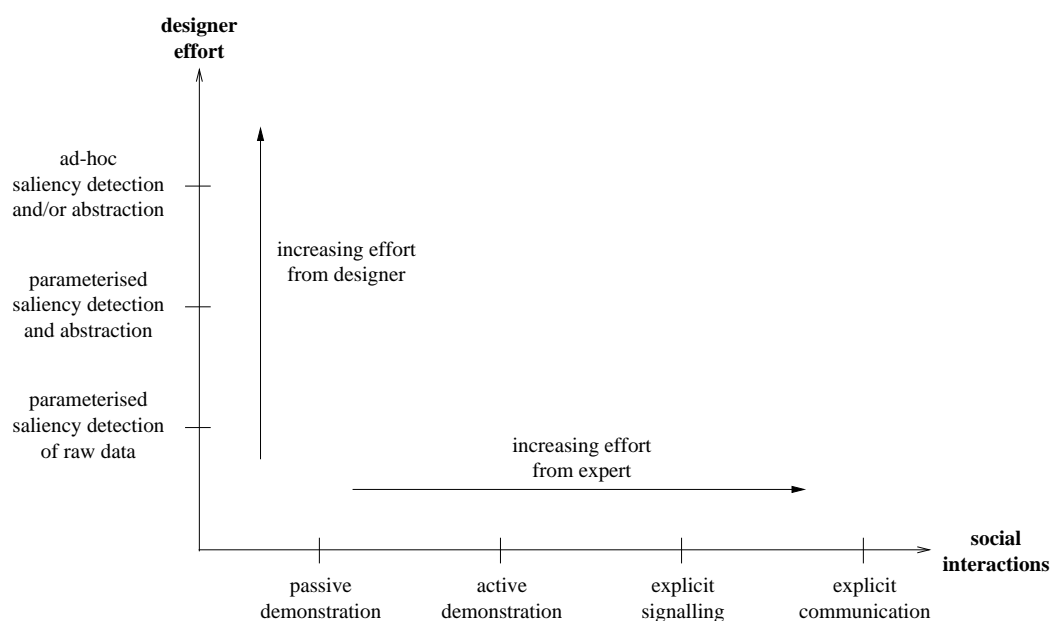 designer
effort
ad-hoc
saliency detection
and/or abstraction
increasing effort
from designer
parameterised
saliency detection
and abstraction
parameterised
saliency detection
of raw data
increasing effort
from expert
social
interactions
passive
demonstration
active
demonstration
explicit
signalling
explicit
communication